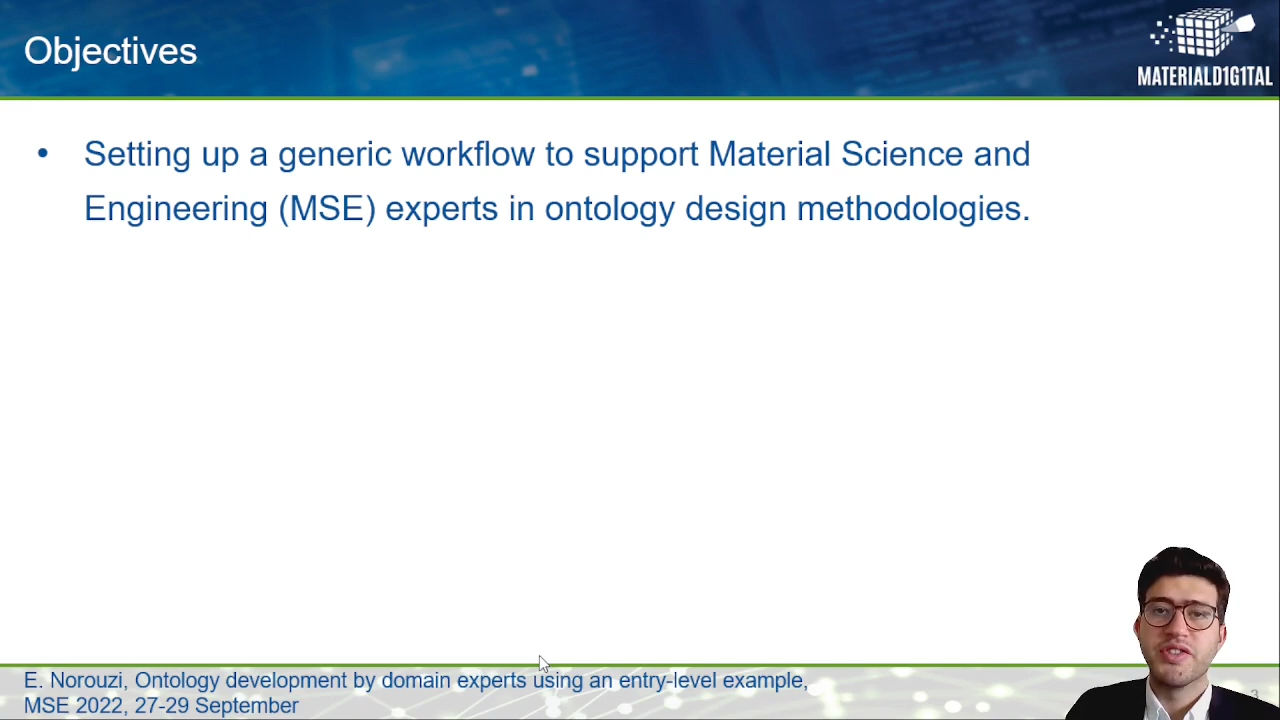 Objectives
MATERIALD1G1TAL
• Setting up a generic workflow to support Material Science and
Engineering (MSE) experts in ontology design methodologies.
E. Norouzi, Ontology development by domain experts using an entry-level example,
MSE 2022, 27-29 September
3